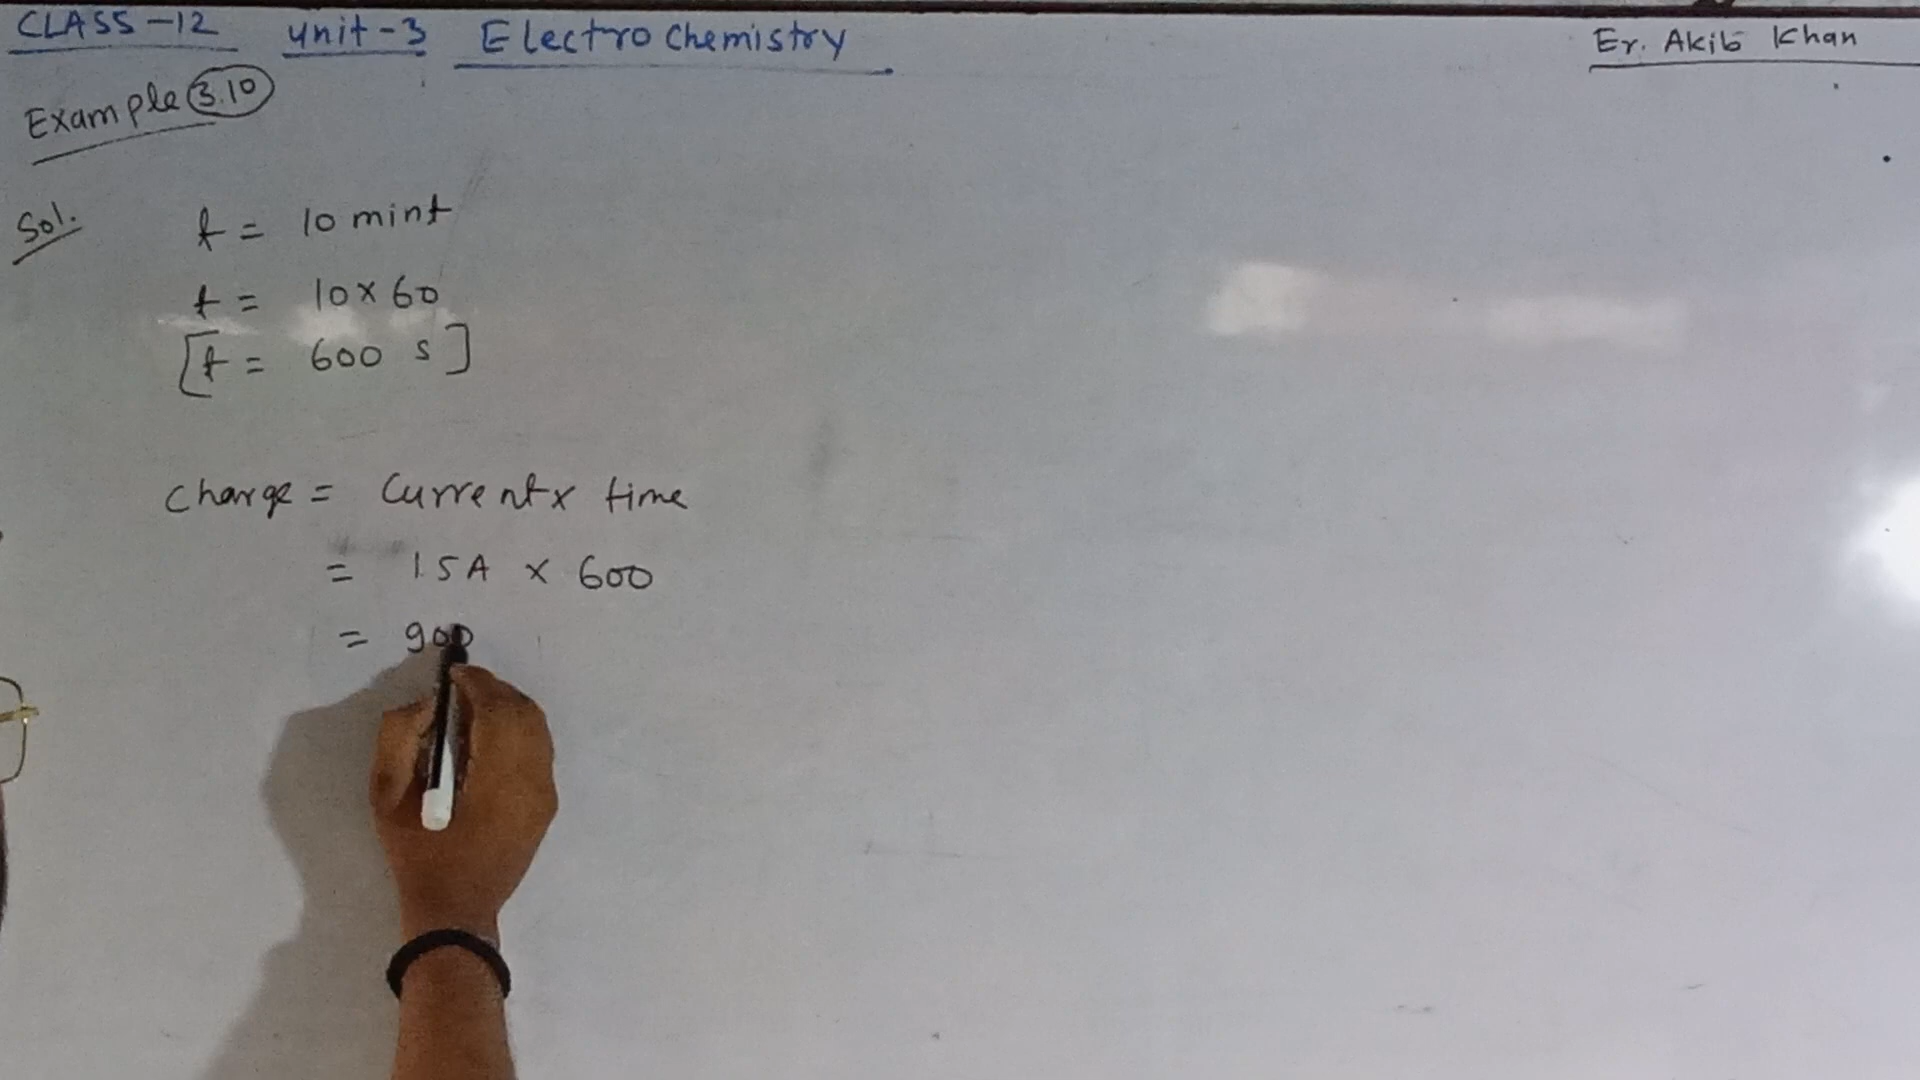 CLASS-12 unit-3 Electro Chemistry
Er. Akib Khan
Example 3.10
Sol.
t = 10 mint
t = 10 x 60
[t = 600 s]
Charge = Current x time
= 1.5A x 600
= 900